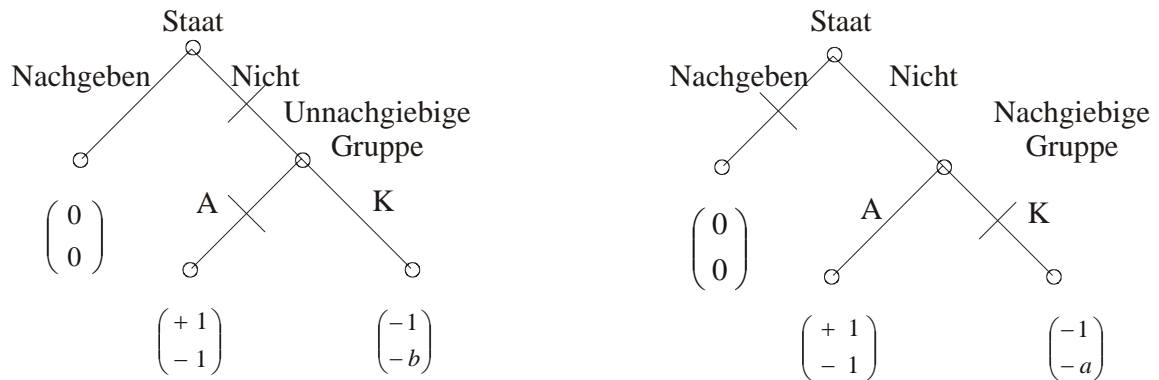 Staat
Nachgeben
Nicht
Unnachgiebige
Gruppe
A
K
0
0
+ 1
– 1
– 1
– b
Staat
Nachgeben
Nicht
Nachgiebige
Gruppe
A
K
0
0
+ 1
– 1
– 1
– a